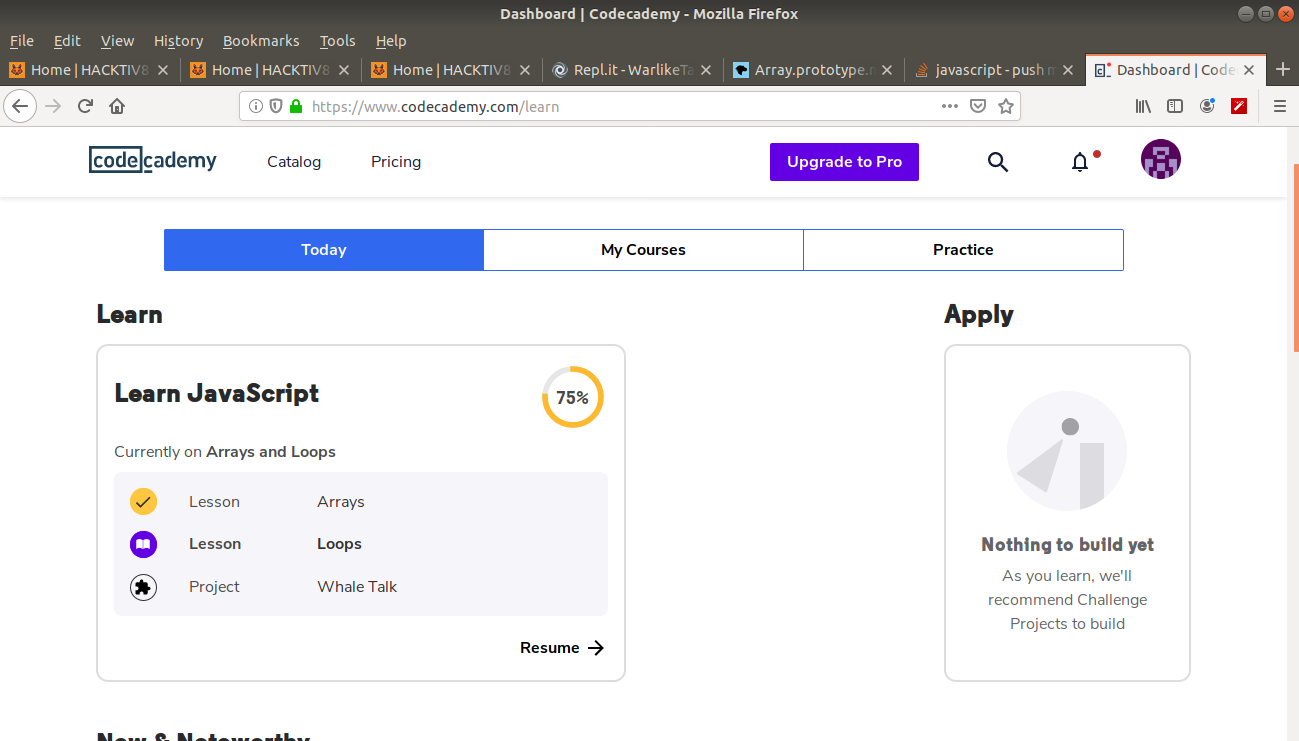 Dashboard | Codecademy - Mozilla Firefox
File Edit View History Bookmarks Tools Help
Home | HACKTIV8 Home | HACKTIV8 Home | HACKTIV8 Repl.it - WarlikeTa Array.prototype. javascript - push Dashboard | Code
https://www.codecademy.com/learn
codecademy Catalog Pricing Upgrade to Pro
Today My Courses Practice
Learn
Learn JavaScript 75%
Currently on Arrays and Loops
Lesson Arrays
Lesson Loops
Project Whale Talk
Resume
Apply
Nothing to build yet
As you learn, we'll
recommend Challenge
Projects to build
New & Noteworthy